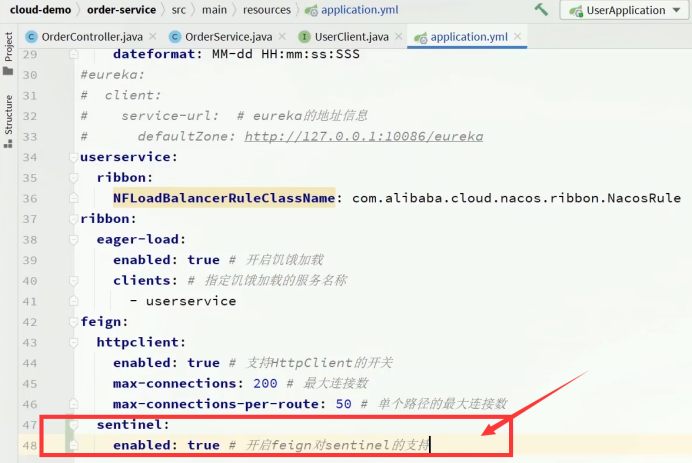 cloud-demo order-service src main resources application.yml UserApplication
OrderController.java OrderService.java UserClient.java application.yml
Project
Structure
29 dateformat: MM-dd HH:mm:ss:SSS
30 #eureka:
31 #  client:
32 #    service-url:  # eureka的地址信息
33 #      defaultZone: http://127.0.0.1:10086/eureka
34 userservice:
35   ribbon:
36     NFLoadBalancerRuleClassName: com.alibaba.cloud.nacos.ribbon.NacosRule
37 ribbon:
38   eager-load:
39     enabled: true # 开启饥饿加载
40     clients: # 指定饥饿加载的服务名称
41       - userservice
42 feign:
43   httpclient:
44     enabled: true # 支持HttpClient的开关
45     max-connections: 200 # 最大连接数
46     max-connections-per-route: 50 # 单个路径的最大连接数
47   sentinel:
48     enabled: true # 开启feign对sentinel的支持